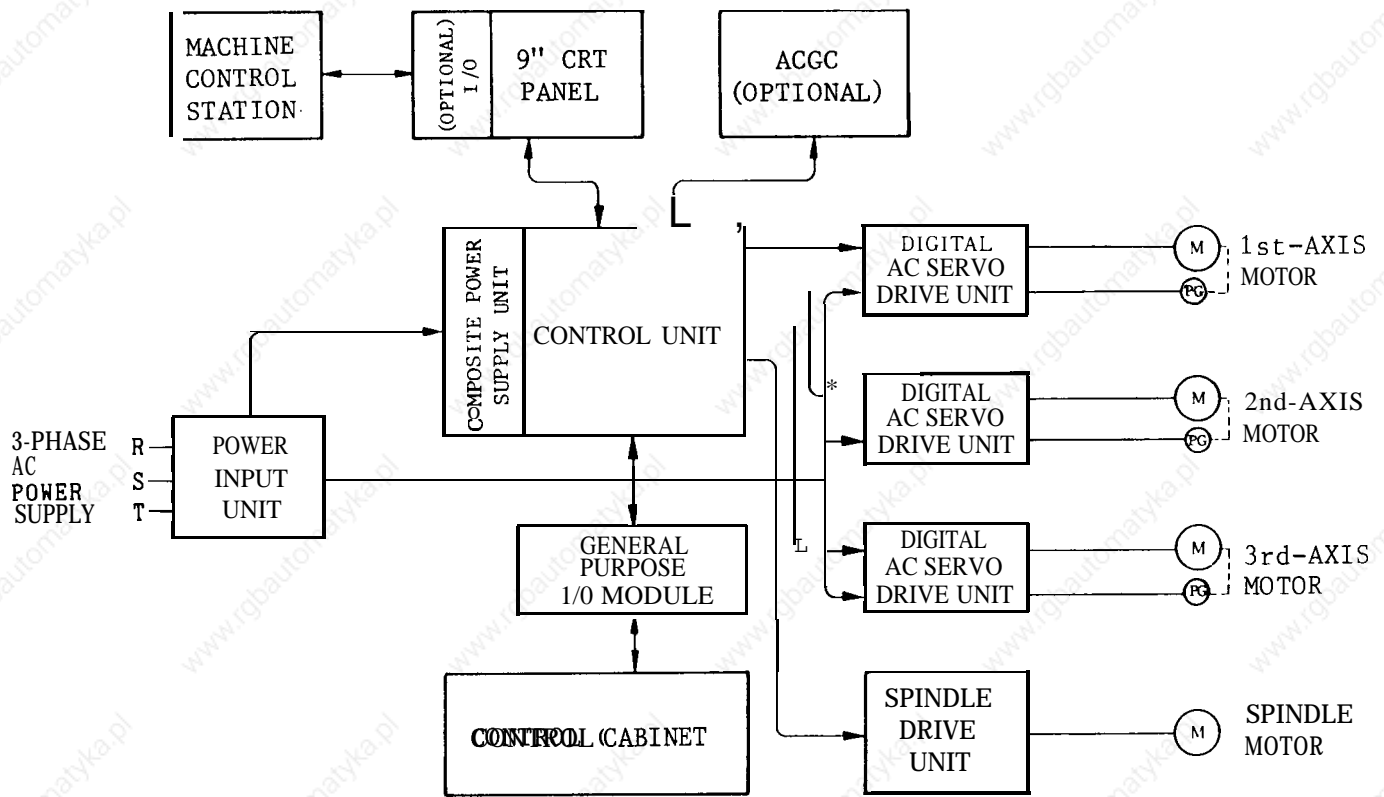 MACHINE
CONTROL
STATION
(OPTIONAL)
I/O
9" CRT
PANEL
ACGC
(OPTIONAL)
COMPOSITE POWER
SUPPLY UNIT
CONTROL UNIT
L ,
DIGITAL
AC SERVO
DRIVE UNIT
M
PG
1st-AXIS
MOTOR
*
DIGITAL
AC SERVO
DRIVE UNIT
M
PG
2nd-AXIS
MOTOR
3-PHASE
AC
POWER
SUPPLY
R
S
T
POWER
INPUT
UNIT
GENERAL
PURPOSE
1/0 MODULE
L
DIGITAL
AC SERVO
DRIVE UNIT
M
PG
3rd-AXIS
MOTOR
CONTROL CABINET
SPINDLE
DRIVE
UNIT
M
SPINDLE
MOTOR
www.rgbautomatyka.pl